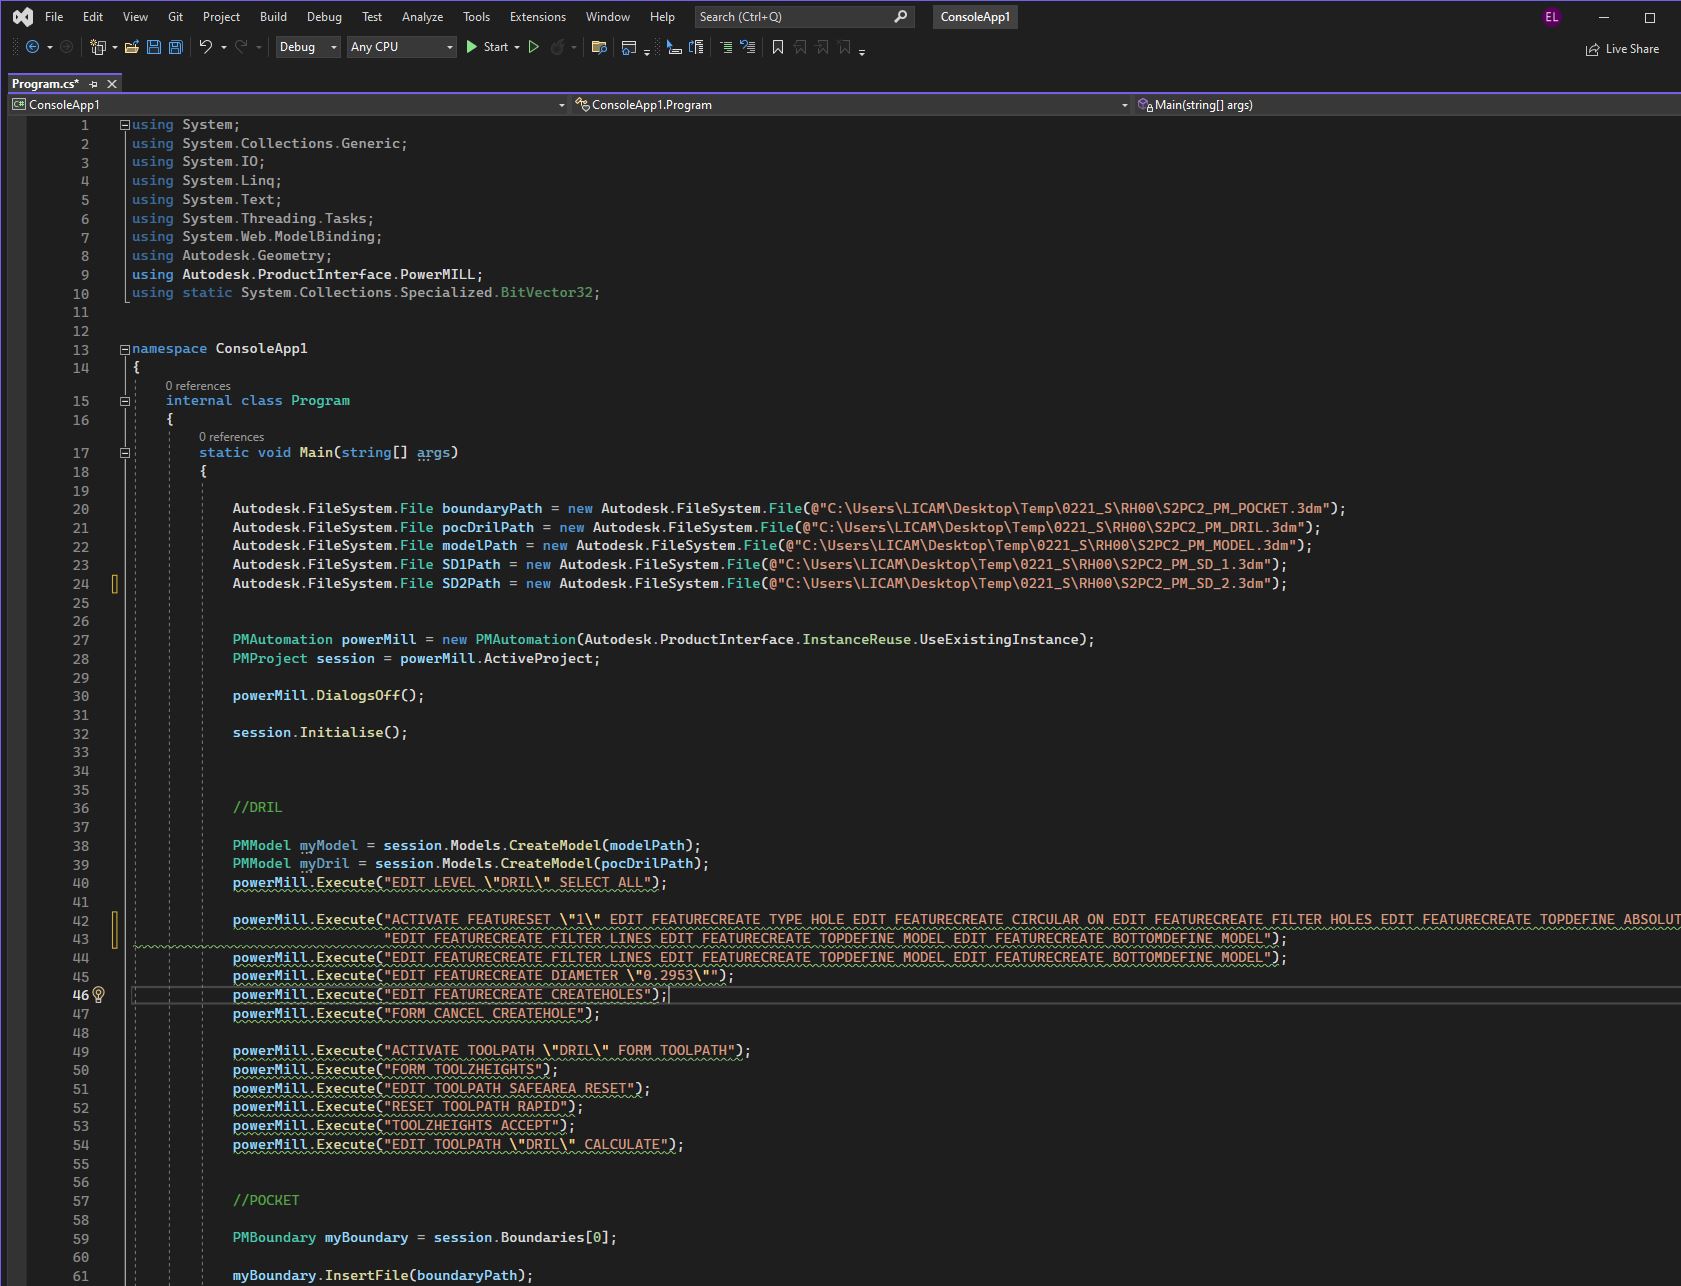 File Edit View Git Project Build Debug Test Analyze Tools Extensions Window Help Search (Ctrl+Q) ConsoleApp1 EL
Debug Any CPU Start Live Share
Program.cs*
C# ConsoleApp1 ConsoleApp1.Program Main(string[] args)
1 using System;
2 using System.Collections.Generic;
3 using System.IO;
4 using System.Linq;
5 using System.Text;
6 using System.Threading.Tasks;
7 using System.Web.ModelBinding;
8 using Autodesk.Geometry;
9 using Autodesk.ProductInterface.PowerMILL;
10 using static System.Collections.Specialized.BitVector32;
11
12
13 namespace ConsoleApp1
14 {
0 references
15 internal class Program
16 {
0 references
17 static void Main(string[] args)
18 {
19
20 Autodesk.FileSystem.File boundaryPath = new Autodesk.FileSystem.File(@"C:\Users\LICAM\Desktop\Temp\0221_S\RH00\S2PC2_PM_POCKET.3dm");
21 Autodesk.FileSystem.File pocDrilPath = new Autodesk.FileSystem.File(@"C:\Users\LICAM\Desktop\Temp\0221_S\RH00\S2PC2_PM_DRIL.3dm");
22 Autodesk.FileSystem.File modelPath = new Autodesk.FileSystem.File(@"C:\Users\LICAM\Desktop\Temp\0221_S\RH00\S2PC2_PM_MODEL.3dm");
23 Autodesk.FileSystem.File SD1Path = new Autodesk.FileSystem.File(@"C:\Users\LICAM\Desktop\Temp\0221_S\RH00\S2PC2_PM_SD_1.3dm");
24 Autodesk.FileSystem.File SD2Path = new Autodesk.FileSystem.File(@"C:\Users\LICAM\Desktop\Temp\0221_S\RH00\S2PC2_PM_SD_2.3dm");
25
26
27 PMAutomation powerMill = new PMAutomation(Autodesk.ProductInterface.InstanceReuse.UseExistingInstance);
28 PMProject session = powerMill.ActiveProject;
29
30 powerMill.DialogsOff();
31
32 session.Initialise();
33
34
35
36 //DRIL
37
38 PMModel myModel = session.Models.CreateModel(modelPath);
39 PMModel myDril = session.Models.CreateModel(pocDrilPath);
40 powerMill.Execute("EDIT LEVEL \"DRIL\" SELECT ALL");
41
42 powerMill.Execute("ACTIVATE FEATURESET \"1\" EDIT FEATURECREATE TYPE HOLE EDIT FEATURECREATE CIRCULAR ON EDIT FEATURECREATE FILTER HOLES EDIT FEATURECREATE TOPDEFINE ABSOLUT
43 "EDIT FEATURECREATE FILTER LINES EDIT FEATURECREATE TOPDEFINE MODEL EDIT FEATURECREATE BOTTOMDEFINE MODEL");
44 powerMill.Execute("EDIT FEATURECREATE FILTER LINES EDIT FEATURECREATE TOPDEFINE MODEL EDIT FEATURECREATE BOTTOMDEFINE MODEL");
45 powerMill.Execute("EDIT FEATURECREATE DIAMETER \"0.2953\"");
46 powerMill.Execute("EDIT FEATURECREATE CREATEHOLES");
47 powerMill.Execute("FORM CANCEL CREATEHOLE");
48
49 powerMill.Execute("ACTIVATE TOOLPATH \"DRIL\" FORM TOOLPATH");
50 powerMill.Execute("FORM TOOLZHEIGHTS");
51 powerMill.Execute("EDIT TOOLPATH SAFEAREA RESET");
52 powerMill.Execute("RESET TOOLPATH RAPID");
53 powerMill.Execute("TOOLZHEIGHTS ACCEPT");
54 powerMill.Execute("EDIT TOOLPATH \"DRIL\" CALCULATE");
55
56
57 //POCKET
58
59 PMBoundary myBoundary = session.Boundaries[0];
60
61 myBoundary.InsertFile(boundaryPath);